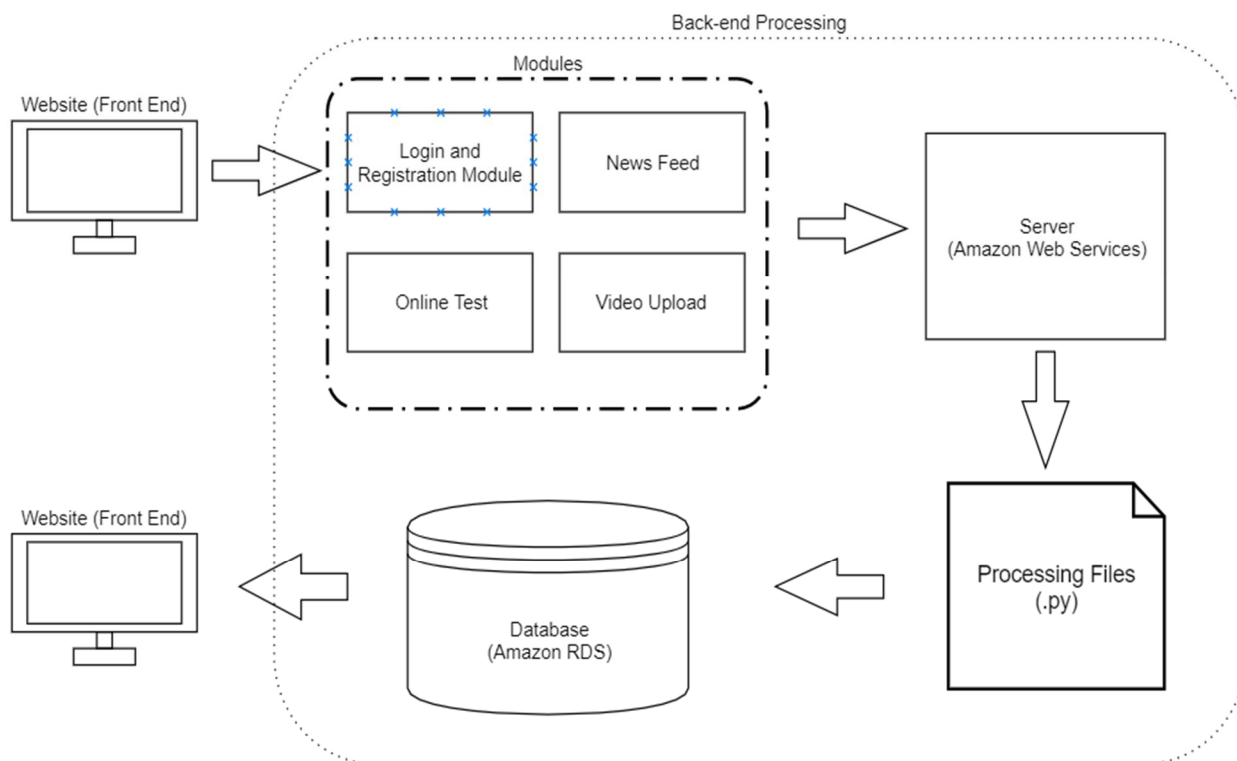 Back-end Processing
Modules
Website (Front End)
Login and
Registration Module
News Feed
Server
(Amazon Web Services)
Online Test
Video Upload
Website (Front End)
Database
(Amazon RDS)
Processing Files
(.py)